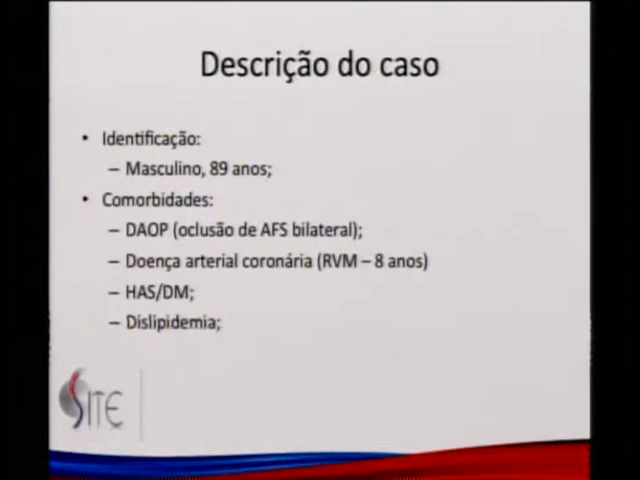 Descrição do caso
• Identificação:
– Masculino, 89 anos;
• Comorbidades:
– DAOP (oclusão de AFS bilateral);
– Doença arterial coronária (RVM – 8 anos)
– HAS/DM;
– Dislipidemia;
SITE